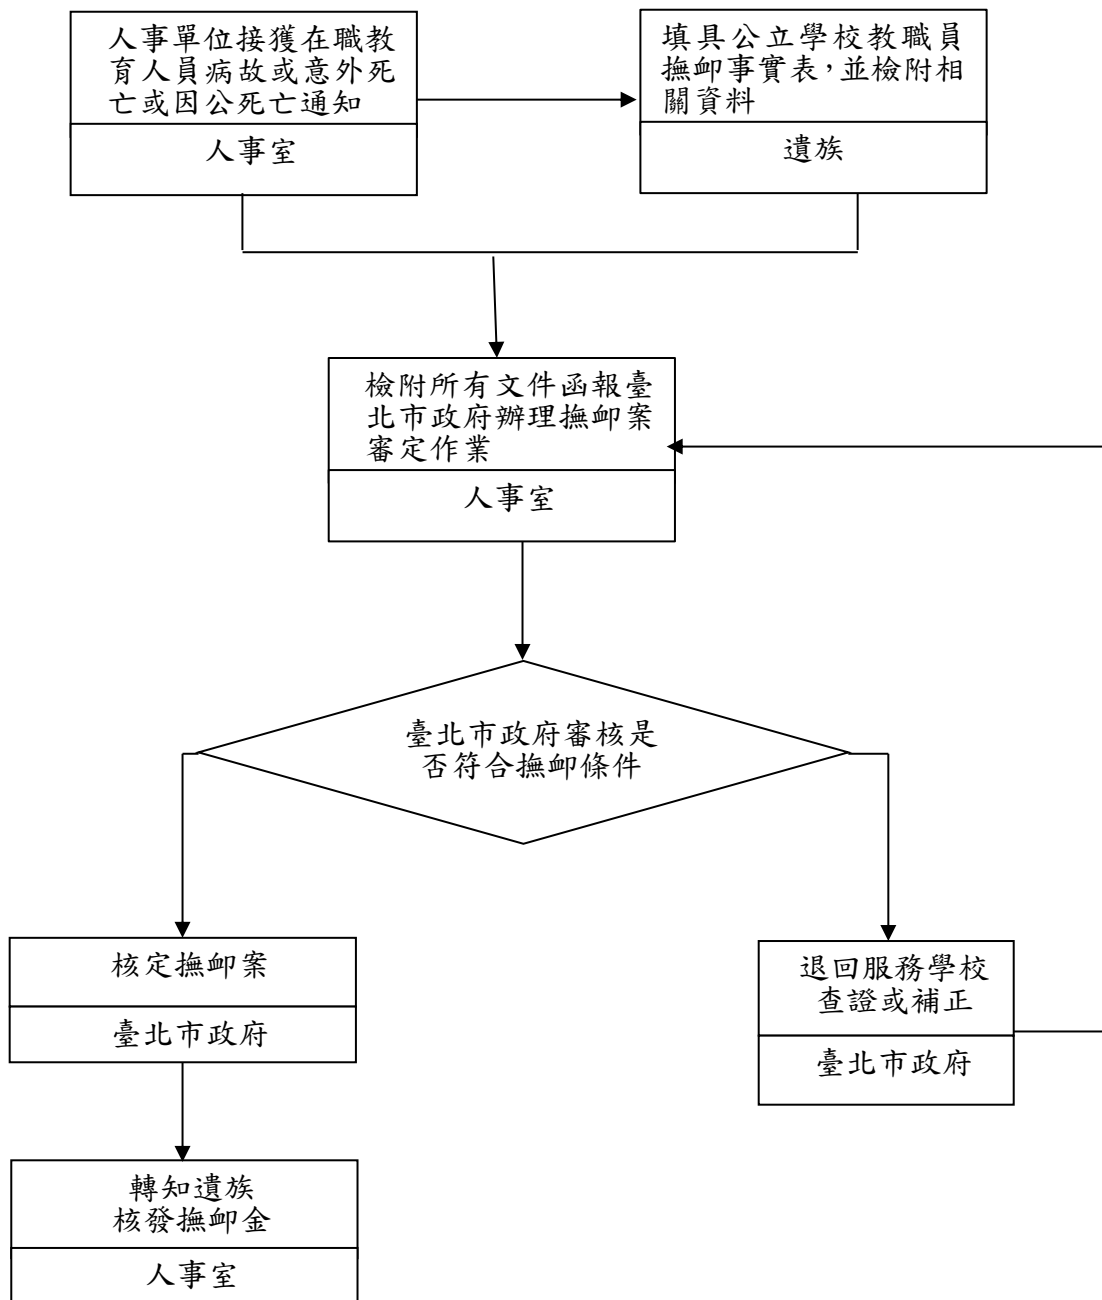 人事單位接獲在職教
育人員病故或意外死
亡或因公死亡通知
人事室
填具公立學校教職員
撫卹事實表，並檢附相
關資料
遺族
檢附所有文件函報臺
北市政府辦理撫卹案
審定作業
人事室
臺北市政府審核是
否符合撫卹條件
核定撫卹案
臺北市政府
退回服務學校
查證或補正
臺北市政府
轉知遺族
核發撫卹金
人事室